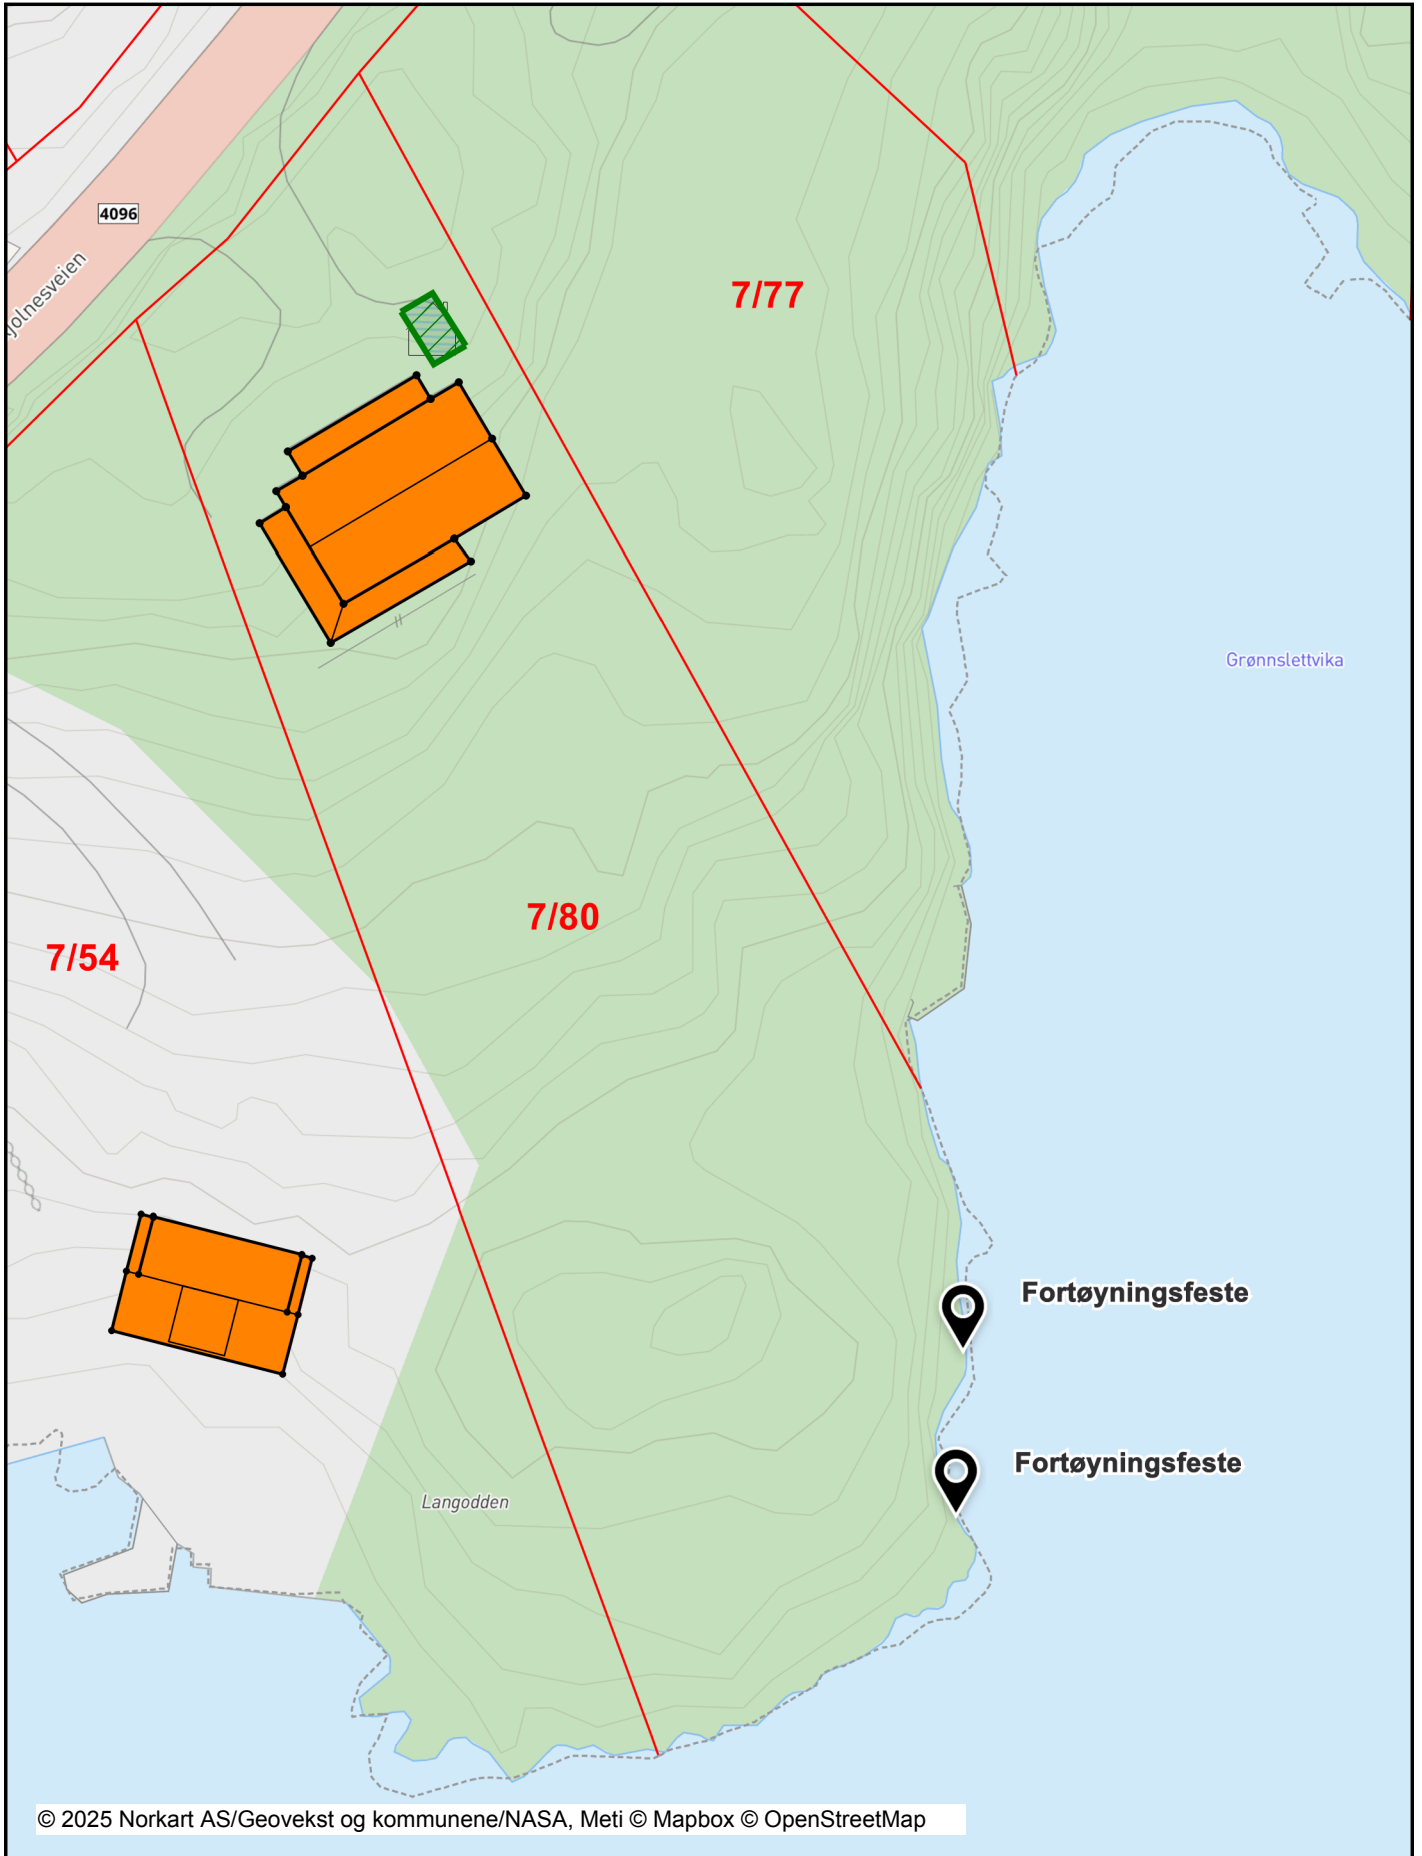 4096
jolnesveien
7/77
Grønnslettvika
7/80
7/54
Fortøyningsfeste
Fortøyningsfeste
Langodden
© 2025 Norkart AS/Geovekst og kommunene/NASA, Meti © Mapbox © OpenStreetMap